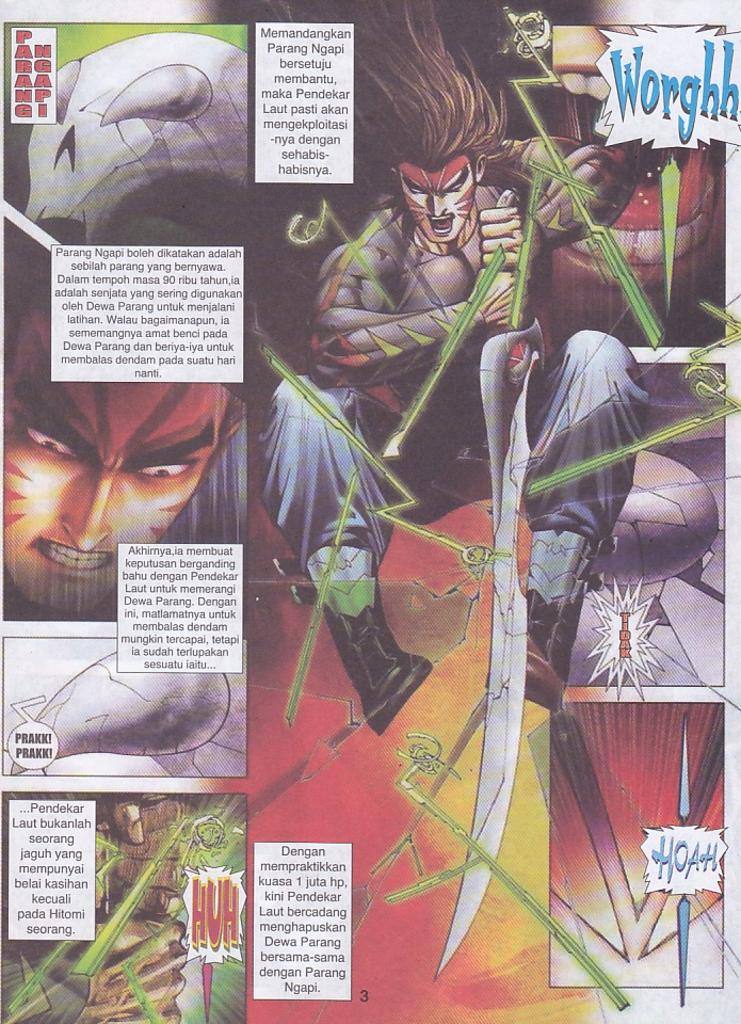 PARANG
NGAPI
Memandangkan
Parang Ngapi
bersetuju
membantu,
maka Pendekar
Laut pasti akan
mengekploitasi
-nya dengan
sehabis-
habisnya.
Worghh
Parang Ngapi boleh dikatakan adalah
sebilah parang yang bernyawa.
Dalam tempoh masa 90 ribu tahun,ia
adalah senjata yang sering digunakan
oleh Dewa Parang untuk menjalani
latihan. Walau bagaimanapun, ia
sememangnya amat benci pada
Dewa Parang dan beriya-iya untuk
membalas dendam pada suatu hari
nanti.
Akhirnya,ia membuat
keputusan berganding
bahu dengan Pendekar
Laut untuk memerangi
Dewa Parang. Dengan
ini, matlamatnya untuk
membalas dendam
mungkin tercapai, tetapi
ia sudah terlupakan
sesuatu iaitu...
TIDAK
PRAKK!
PRAKK!
...Pendekar
Laut bukanlah
seorang
jaguh yang
mempunyai
belai kasihan
kecuali
pada Hitomi
seorang.
HUH
Dengan
mempraktikkan
kuasa 1 juta hp,
kini Pendekar
Laut bercadang
menghapuskan
Dewa Parang
bersama-sama
dengan Parang
Ngapi.
HOAH
3